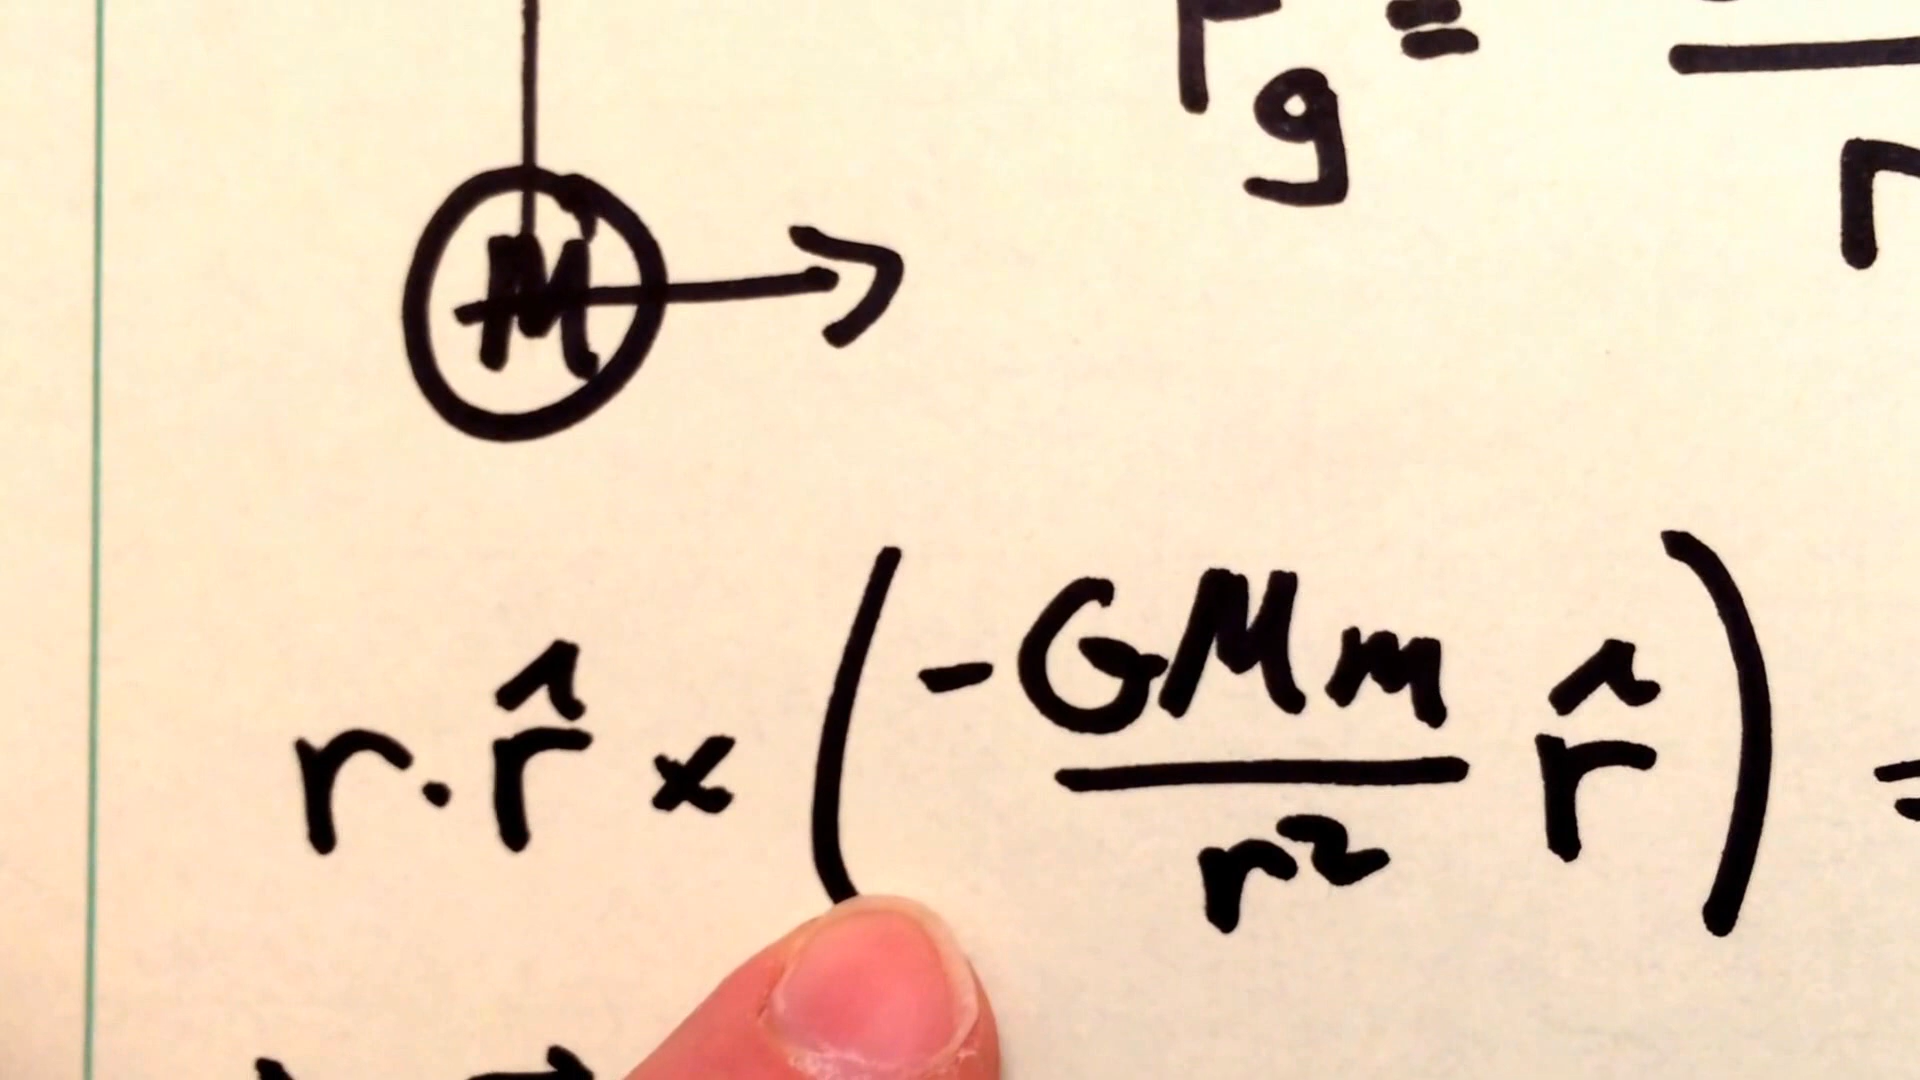 F_g =
r
M
r · r̂ × ( -GMm / r² r̂ ) =